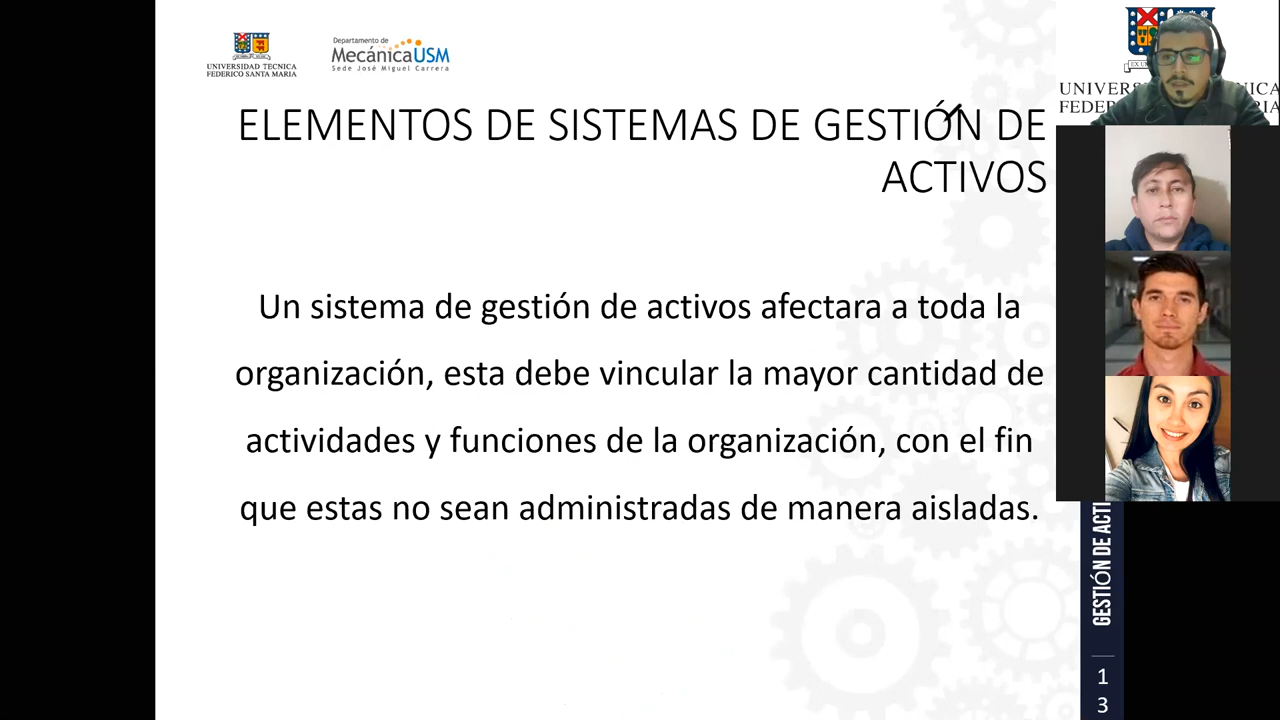 UNIVERSIDAD TECNICA
FEDERICO SANTA MARIA
Departamento de
MecánicaUSM
Sede José Miguel Carrera
ELEMENTOS DE SISTEMAS DE GESTIÓN DE
ACTIVOS
Un sistema de gestión de activos afectara a toda la
organización, esta debe vincular la mayor cantidad de
actividades y funciones de la organización, con el fin
que estas no sean administradas de manera aisladas.
GESTIÓN DE ACTI
1
3